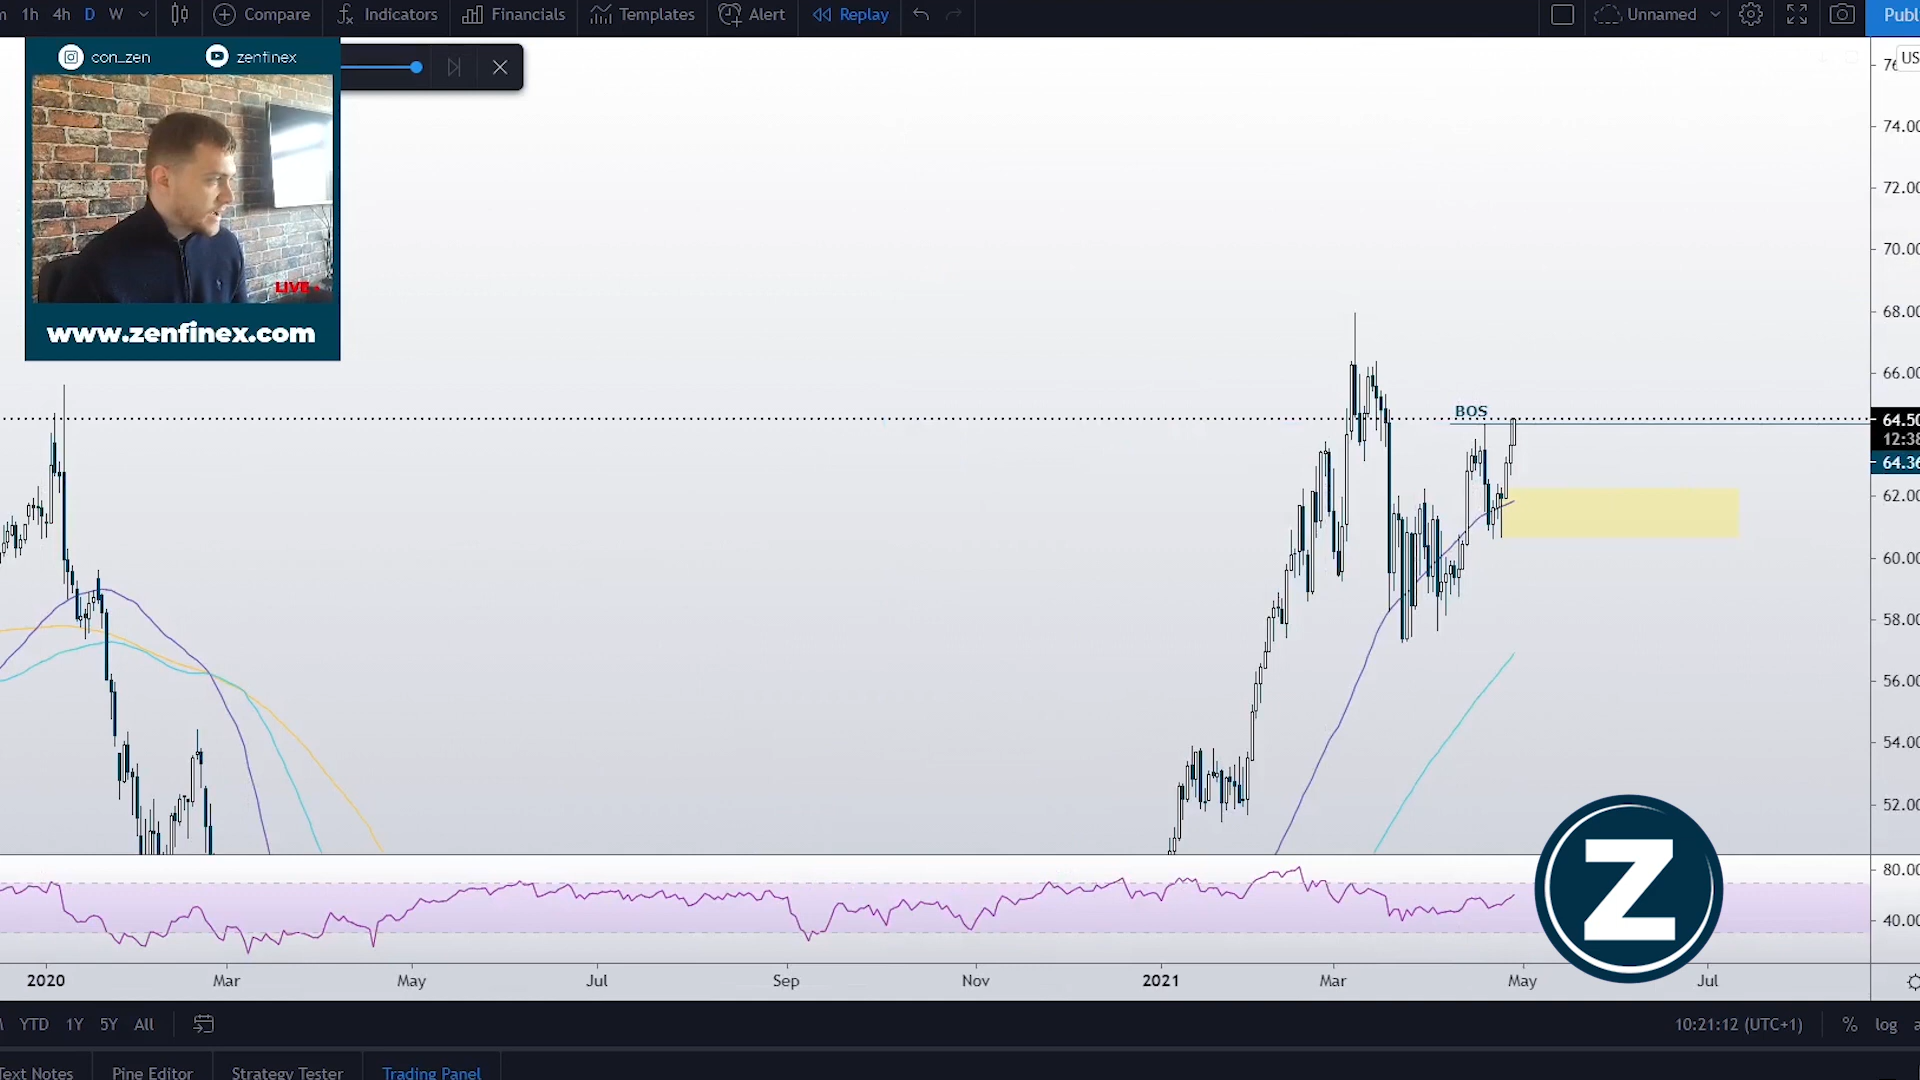 1h 4h D W Compare Indicators Financials Templates Alert Replay Unnamed Publ
con_zen zenfinex
LIVE
www.zenfinex.com
US
74.00
72.00
70.00
68.00
66.00
BOS
64.50
12:38
64.36
62.00
60.00
58.00
56.00
54.00
52.00
Z
80.00
40.00
2020 Mar May Jul Sep Nov 2021 Mar May Jul
YTD 1Y 5Y All 10:21:12 (UTC+1) % log a
Text Notes Pine Editor Strategy Tester Trading Panel